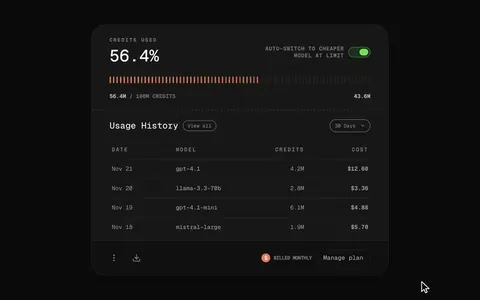 CREDITS USED
56.4%
AUTO-SWITCH TO CHEAPER
MODEL AT LIMIT
56.4M / 100M CREDITS
43.6M
Usage History
View all
30 Days
DATE MODEL CREDITS COST
Nov 21 gpt-4.1 4.2M $12.60
Nov 20 llama-3.3-70b 2.8M $3.36
Nov 19 gpt-4.1-mini 6.1M $4.88
Nov 18 mistral-large 1.9M $5.70
$ BILLED MONTHLY
Manage plan